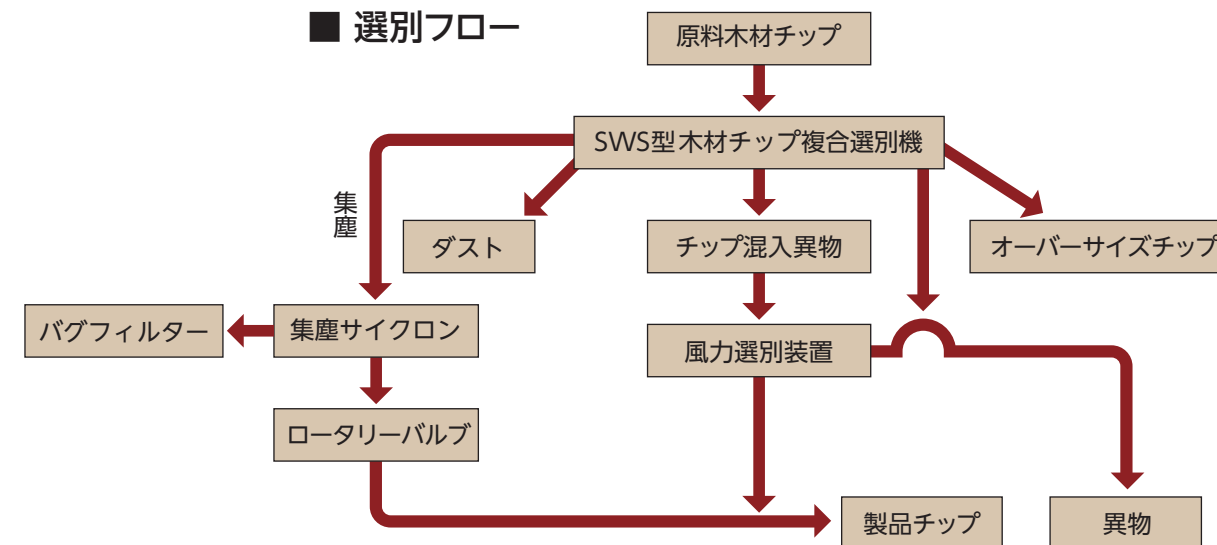 ■ 選別フロー
原料木材チップ
SWS型木材チップ複合選別機
集塵
ダスト
チップ混入異物
オーバーサイズチップ
バグフィルター
集塵サイクロン
風力選別装置
ロータリーバルブ
製品チップ
異物